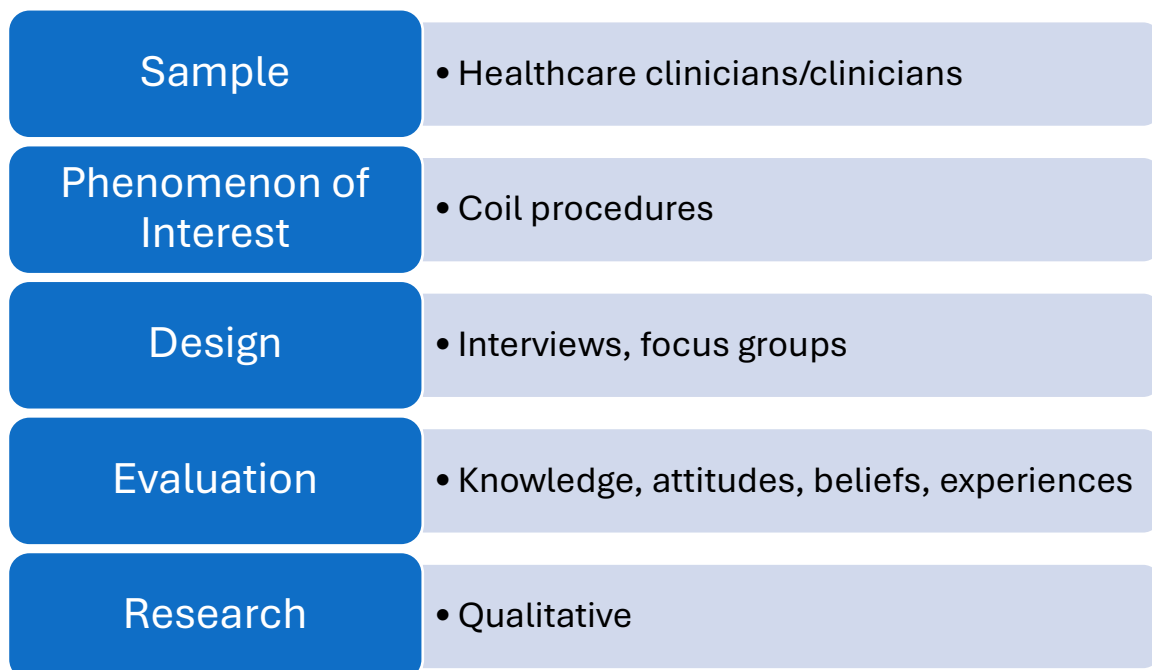 Sample
• Healthcare clinicians/clinicians
Phenomenon of
Interest
• Coil procedures
Design
• Interviews, focus groups
Evaluation
• Knowledge, attitudes, beliefs, experiences
Research
• Qualitative